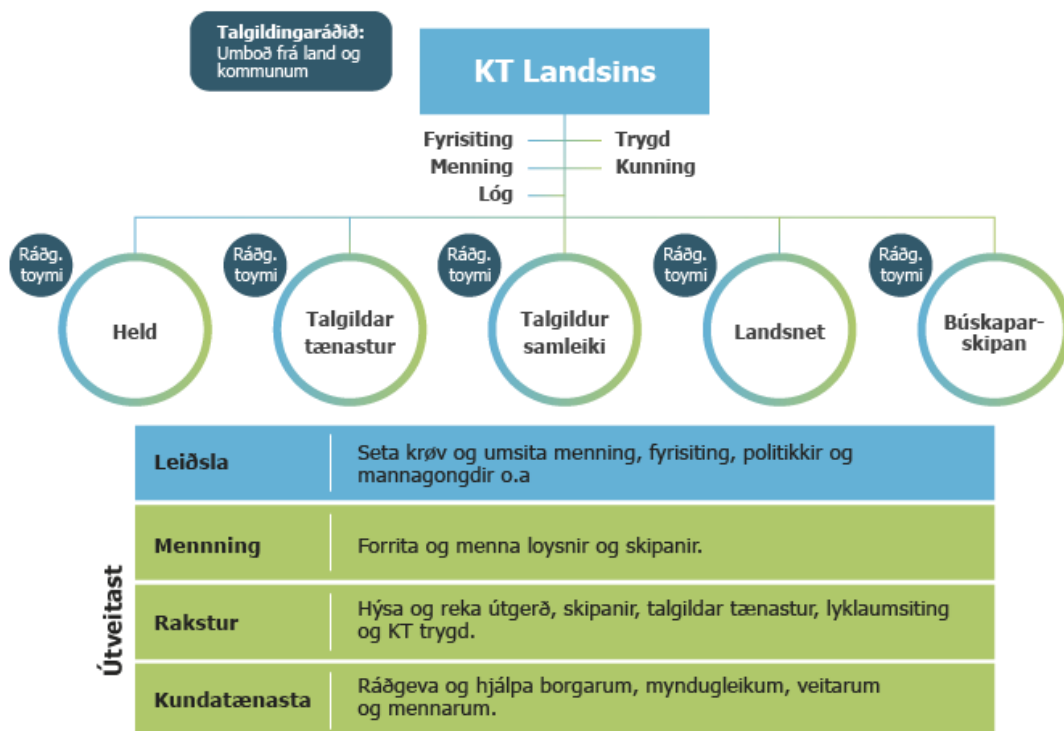 Talgildingaráðið:
Umboð frá land og
kommunum
KT Landsins
Fyrisiting
Trygd
Menning
Kunning
Lóg
Ráðg.
toymi
Held
Ráðg.
toymi
Talgildar
tænastur
Ráðg.
toymi
Talgildur
samleiki
Ráðg.
toymi
Landsnet
Ráðg.
toymi
Búskapar-
skipan
Útveitast
Leiðsla
Seta krøv og umsita menning, fyrisiting, politikkir og
mannagongdir o.a
Mennning
Forrita og menna loysnir og skipanir.
Rakstur
Hýsa og reka útgerð, skipanir, talgildar tænastur, lyklaumsiting
og KT trygd.
Kundatænasta
Ráðgeva og hjálpa borgarum, myndugleikum, veitarum
og mennarum.